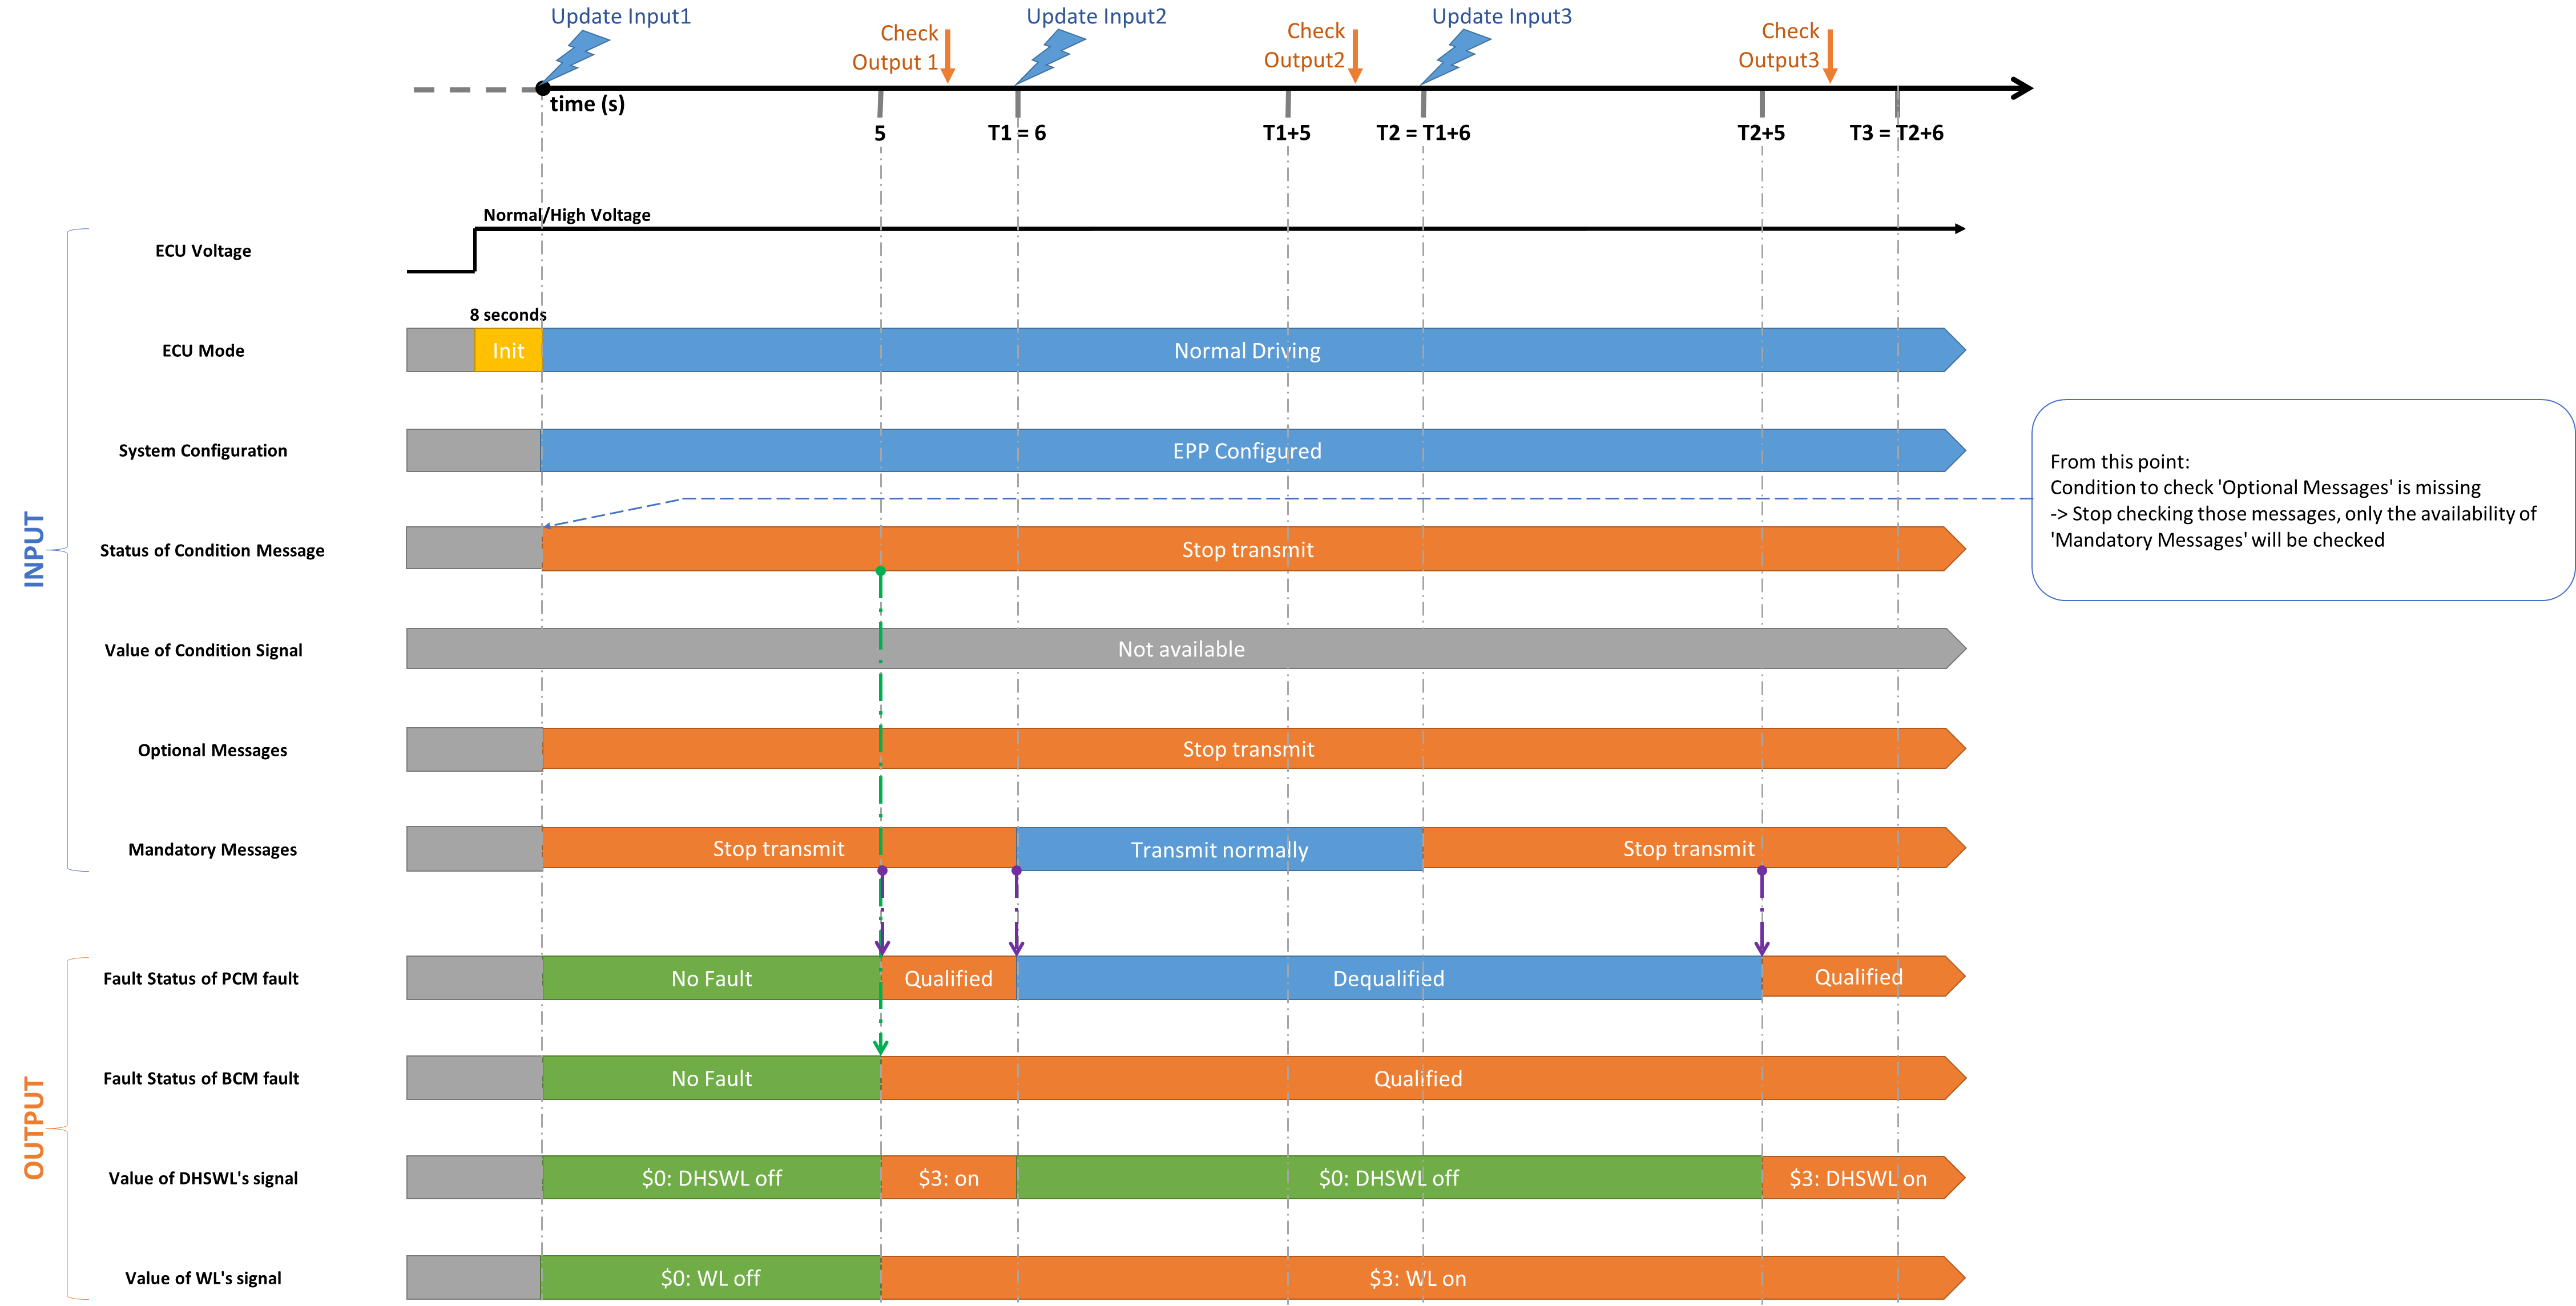 Update Input1
Update Input2
Update Input3
Check
Output 1
Check
Output2
Check
Output3
time (s)
5
T1 = 6
T1+5
T2 = T1+6
T2+5
T3 = T2+6
INPUT
Normal/High Voltage
ECU Voltage
8 seconds
ECU Mode
Init
Normal Driving
System Configuration
EPP Configured
From this point:
Condition to check 'Optional Messages' is missing
-> Stop checking those messages, only the availability of
'Mandatory Messages' will be checked
Status of Condition Message
Stop transmit
Value of Condition Signal
Not available
Optional Messages
Stop transmit
Mandatory Messages
Stop transmit
Transmit normally
Stop transmit
OUTPUT
Fault Status of PCM fault
No Fault
Qualified
Dequalified
Qualified
Fault Status of BCM fault
No Fault
Qualified
Value of DHSWL's signal
$0: DHSWL off
$3: on
$0: DHSWL off
$3: DHSWL on
Value of WL's signal
$0: WL off
$3: WL on